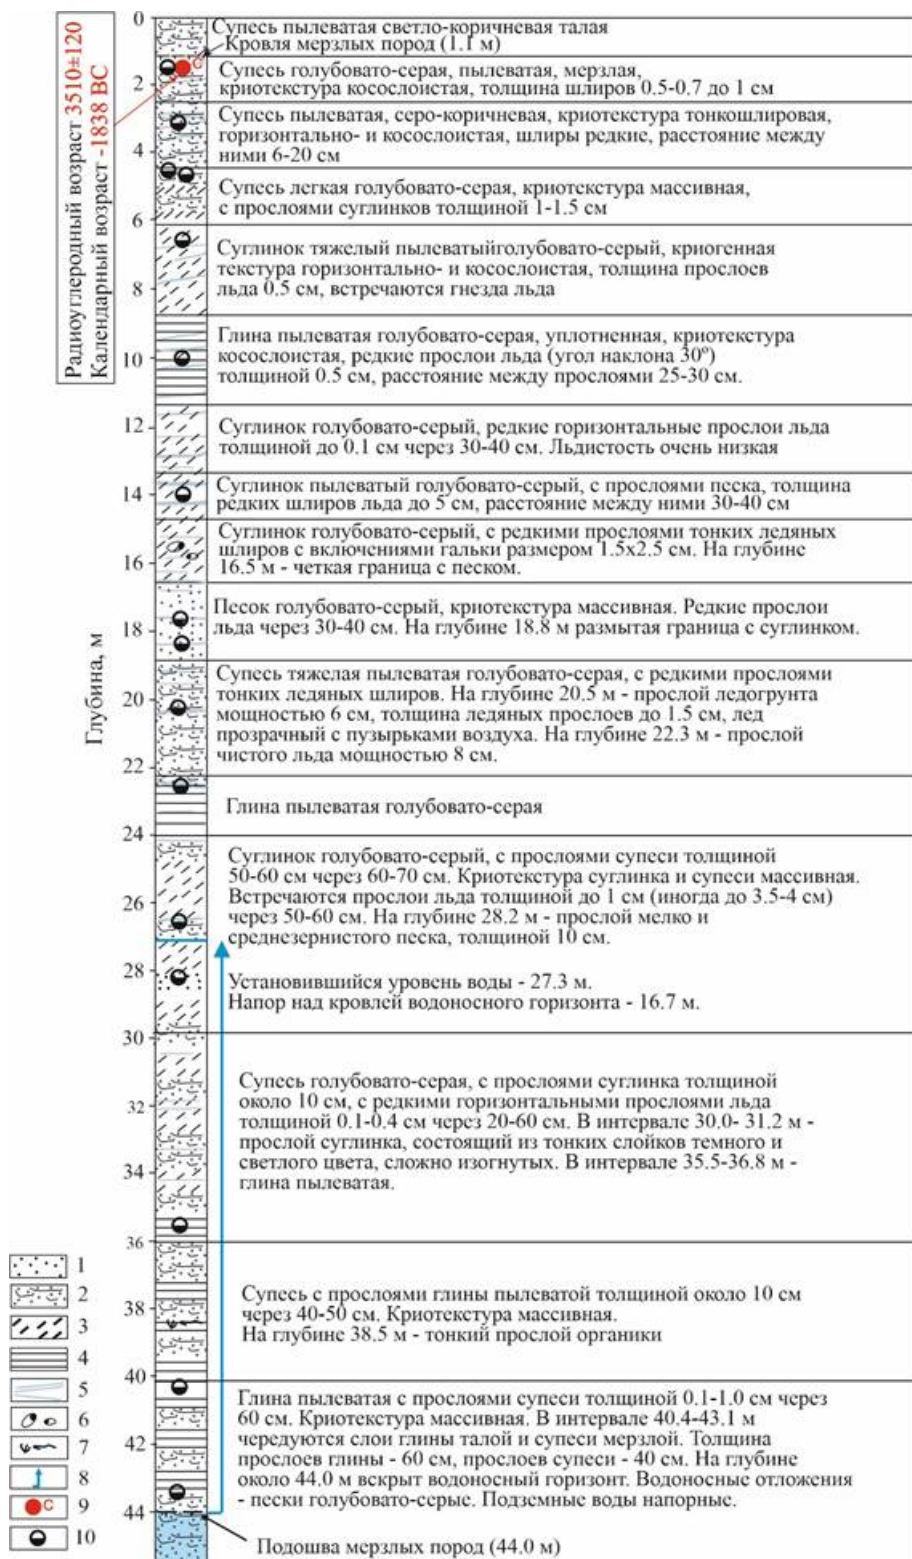 Радиоуглеродный возраст 3510±120
Календарный возраст -1838 BC
Глубина, м
0
2
4
6
8
10
12
14
16
18
20
22
24
26
28
30
32
34
36
38
40
42
44
Супесь пылеватая светло-коричневая талая
Кровля мерзлых пород (1.1 м)
C
Супесь голубовато-серая, пылеватая, мерзлая,
криотекстура косослоистая, толщина шлиров 0.5-0.7 до 1 см
Супесь пылеватая, серо-коричневая, криотекстура тонкошлировая,
горизонтально- и косослоистая, шлиры редкие, расстояние между
ними 6-20 см
Супесь легкая голубовато-серая, криотекстура массивная,
с прослоями суглинков толщиной 1-1.5 см
Суглинок тяжелый пылеватыйголубовато-серый, криогенная
текстура горизонтально- и косослоистая, толщина прослоев
льда 0.5 см, встречаются гнезда льда
Глина пылеватая голубовато-серая, уплотненная, криотекстура
косослоистая, редкие прослои льда (угол наклона 30º)
толщиной 0.5 см, расстояние между прослоями 25-30 см.
Суглинок голубовато-серый, редкие горизонтальные прослои льда
толщиной до 0.1 см через 30-40 см. Льдистость очень низкая
Суглинок пылеватый голубовато-серый, с прослоями песка, толщина
редких шлиров льда до 5 см, расстояние между ними 30-40 см
Суглинок голубовато-серый, с редкими прослоями тонких ледяных
шлиров с включениями гальки размером 1.5x2.5 см. На глубине
16.5 м - четкая граница с песком.
Песок голубовато-серый, криотекстура массивная. Редкие прослои
льда через 30-40 см. На глубине 18.8 м размытая граница с суглинком.
Супесь тяжелая пылеватая голубовато-серая, с редкими прослоями
тонких ледяных шлиров. На глубине 20.5 м - прослой ледогрунта
мощностью 6 см, толщина ледяных прослоев до 1.5 см, лед
прозрачный с пузырьками воздуха. На глубине 22.3 м - прослой
чистого льда мощностью 8 см.
Глина пылеватая голубовато-серая
Суглинок голубовато-серый, с прослоями супеси толщиной
50-60 см через 60-70 см. Криотекстура суглинка и супеси массивная.
Встречаются прослои льда толщиной до 1 см (иногда до 3.5-4 см)
через 50-60 см. На глубине 28.2 м - прослой мелко и
среднезернистого песка, толщиной 10 см.
Установившийся уровень воды - 27.3 м.
Напор над кровлей водоносного горизонта - 16.7 м.
Супесь голубовато-серая, с прослоями суглинка толщиной
около 10 см, с редкими горизонтальными прослоями льда
толщиной 0.1-0.4 см через 20-60 см. В интервале 30.0- 31.2 м -
прослой суглинка, состоящий из тонких слойков темного и
светлого цвета, сложно изогнутых. В интервале 35.5-36.8 м -
глина пылеватая.
Супесь с прослоями глины пылеватой толщиной около 10 см
через 40-50 см. Криотекстура массивная.
На глубине 38.5 м - тонкий прослой органики
Глина пылеватая с прослоями супеси толщиной 0.1-1.0 см через
60 см. Криотекстура массивная. В интервале 40.4-43.1 м
чередуются слои глины талой и супеси мерзлой. Толщина
прослоев глины - 60 см, прослоев супеси - 40 см. На глубине
около 44.0 м вскрыт водоносный горизонт. Водоносные отложения
- пески голубовато-серые. Подземные воды напорные.
Подошва мерзлых пород (44.0 м)
1
2
3
4
5
6
7
8
C 9
10